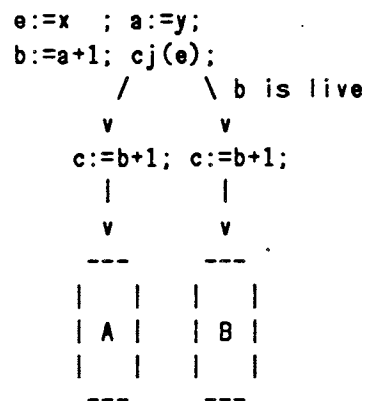 e:=x ; a:=y;
b:=a+1; cj(e);
/ \ b is live
v v
c:=b+1; c:=b+1;
| |
v v
--- ---
| | | |
| A | | B |
| | | |
--- ---